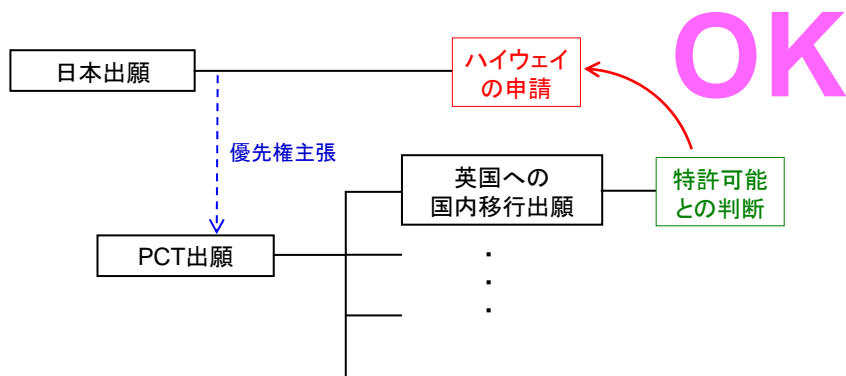 OK
日本出願
ハイウェイ
の申請
優先権主張
英国への
国内移行出願
特許可能
との判断
PCT出願
・
・
・